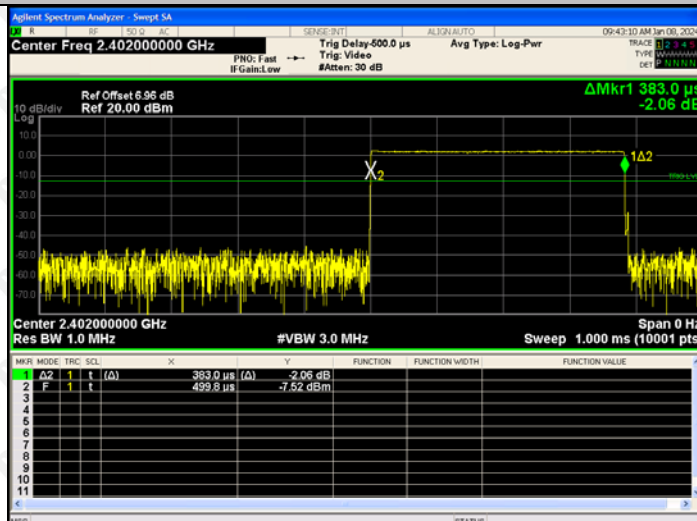 Agilent Spectrum Analyzer - Swept SA
R RF 50 Ω AC SENSE:INT ALIGN AUTO 09:43:10 AM Jan 08, 2024
Center Freq 2.402000000 GHz Trig Delay-500.0 µs Avg Type: Log-Pwr TRACE 1 2 3 4 5
PNO: Fast Trig: Video TYPE
IFGain:Low #Atten: 30 dB DET P N N N N
ΔMkr1 383.0 µs
-2.06 dB
Ref Offset 6.96 dB
10 dB/div Ref 20.00 dBm
Log
10.0
0.00
-10.0
-20.0
-30.0
-40.0
-50.0
-60.0
-70.0
1Δ2
X2
TRIG LVL
Center 2.402000000 GHz Span 0 Hz
Res BW 1.0 MHz #VBW 3.0 MHz Sweep 1.000 ms (10001 pts
MKR MODE TRC SCL X Y FUNCTION FUNCTION WIDTH FUNCTION VALUE
1 Δ2 1 t (Δ) 383.0 µs (Δ) -2.06 dB
2 F 1 t 499.8 µs -7.52 dBm
3
4
5
6
7
8
9
10
11
MSG STATUS